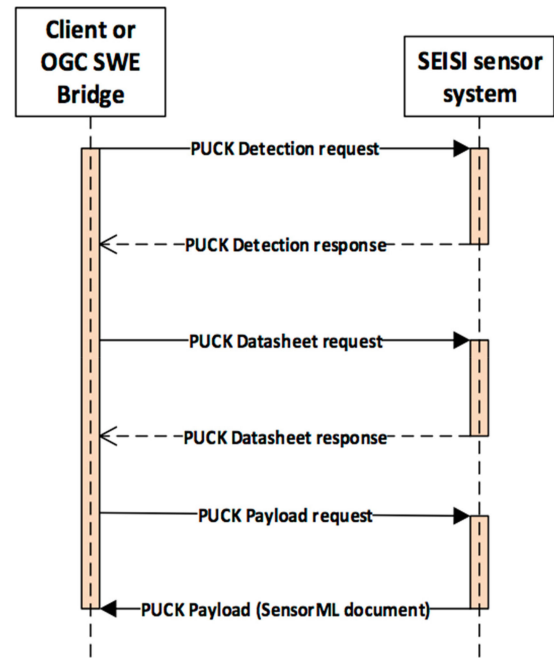 Client or
OGC SWE
Bridge
SEISI sensor
system
PUCK Detection request
PUCK Detection response
PUCK Datasheet request
PUCK Datasheet response
PUCK Payload request
PUCK Payload (SensorML document)